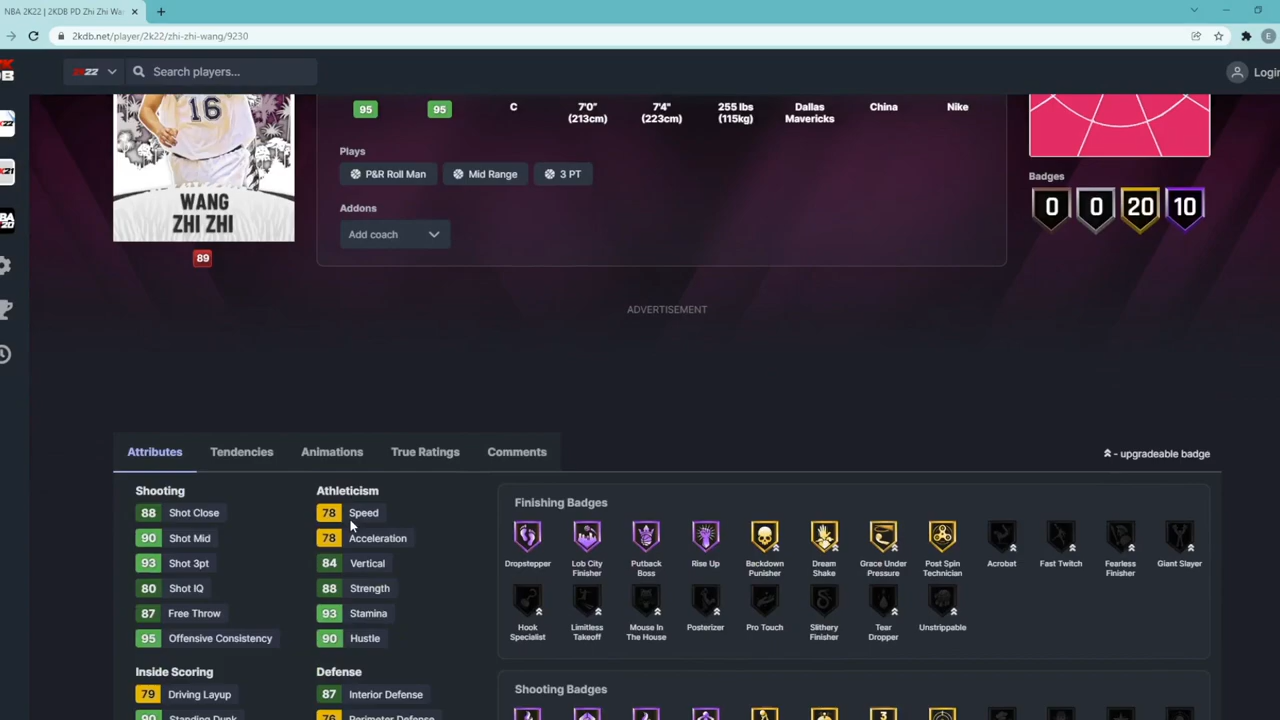 NBA 2K22 | 2KDB PD Zhi Zhi Wa
2kdb.net/player/2k22/zhi-zhi-wang/9230
2K22
Search players...
Login
16
WANG
ZHI ZHI
89
95
95
C
7'0"
(213cm)
7'4"
(223cm)
255 lbs
(115kg)
Dallas
Mavericks
China
Nike
Plays
P&R Roll Man
Mid Range
3 PT
Addons
Add coach
Badges
0
0
20
10
ADVERTISEMENT
Attributes
Tendencies
Animations
True Ratings
Comments
- upgradeable badge
Shooting
88 Shot Close
90 Shot Mid
93 Shot 3pt
80 Shot IQ
87 Free Throw
95 Offensive Consistency
Inside Scoring
79 Driving Layup
90 Standing Dunk
Athleticism
78 Speed
78 Acceleration
84 Vertical
88 Strength
93 Stamina
90 Hustle
Defense
87 Interior Defense
76 Perimeter Defense
Finishing Badges
Dropstepper
Lob City
Finisher
Putback
Boss
Rise Up
Backdown
Punisher
Dream
Shake
Grace Under
Pressure
Post Spin
Technician
Acrobat
Fast Twitch
Fearless
Finisher
Giant Slayer
Hook
Specialist
Limitless
Takeoff
Mouse In
The House
Posterizer
Pro Touch
Slithery
Finisher
Tear
Dropper
Unstrippable
Shooting Badges